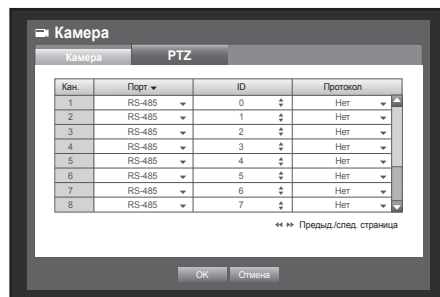 Камера
Камера PTZ
Кан. Порт ID Протокол
1 RS-485 0 Нет
2 RS-485 1 Нет
3 RS-485 2 Нет
4 RS-485 3 Нет
5 RS-485 4 Нет
6 RS-485 5 Нет
7 RS-485 6 Нет
8 RS-485 7 Нет
Предыд./след. страница
OK Отмена